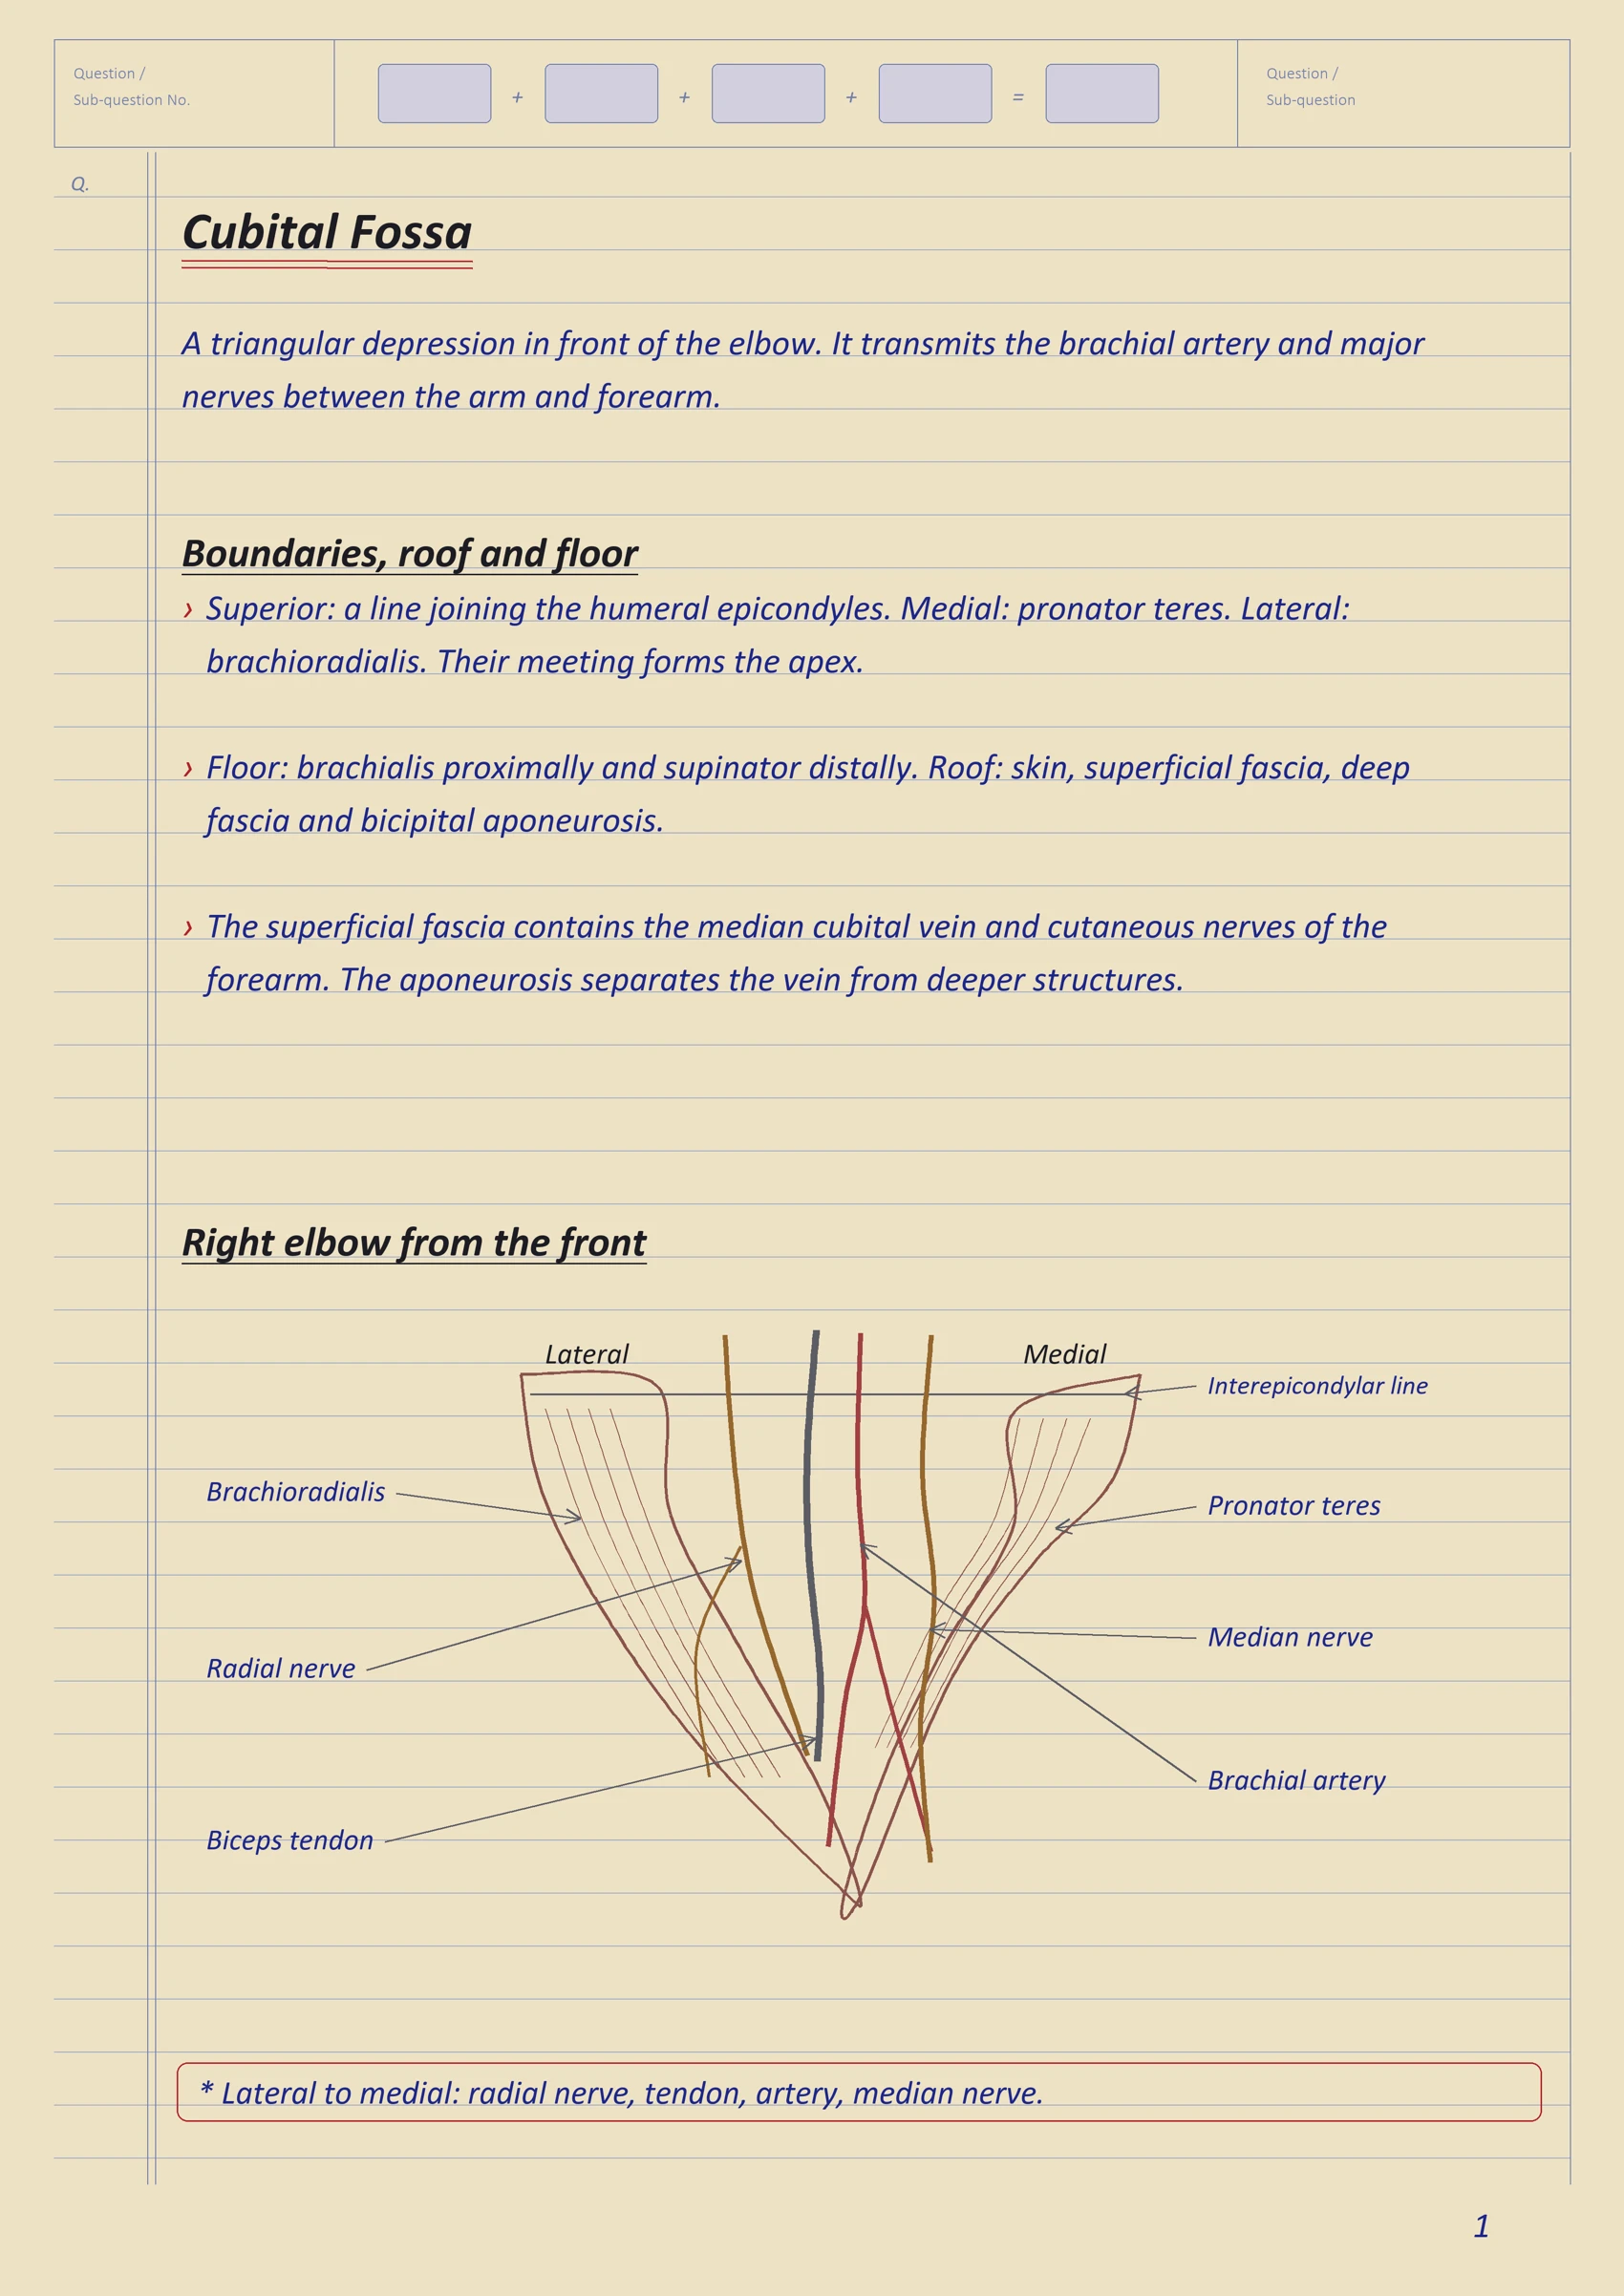 Question /
Sub-question No.
+ + + =
Question /
Sub-question
Q.
Cubital Fossa
A triangular depression in front of the elbow. It transmits the brachial artery and major
nerves between the arm and forearm.
Boundaries, roof and floor
› Superior: a line joining the humeral epicondyles. Medial: pronator teres. Lateral:
brachioradialis. Their meeting forms the apex.
› Floor: brachialis proximally and supinator distally. Roof: skin, superficial fascia, deep
fascia and bicipital aponeurosis.
› The superficial fascia contains the median cubital vein and cutaneous nerves of the
forearm. The aponeurosis separates the vein from deeper structures.
Right elbow from the front
Lateral
Medial
Interepicondylar line
Brachioradialis
Pronator teres
Median nerve
Radial nerve
Brachial artery
Biceps tendon
* Lateral to medial: radial nerve, tendon, artery, median nerve.
1